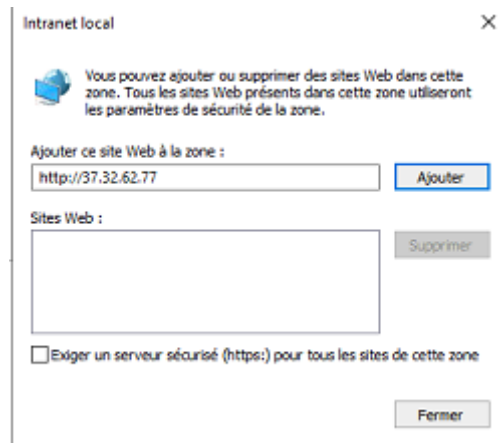 Intranet local
Vous pouvez ajouter ou supprimer des sites Web dans cette
zone. Tous les sites Web présents dans cette zone utiliseront
les paramètres de sécurité de la zone.
Ajouter ce site Web à la zone :
http://37.32.62.77
Ajouter
Sites Web :
Supprimer
Exiger un serveur sécurisé (https:) pour tous les sites de cette zone
Fermer